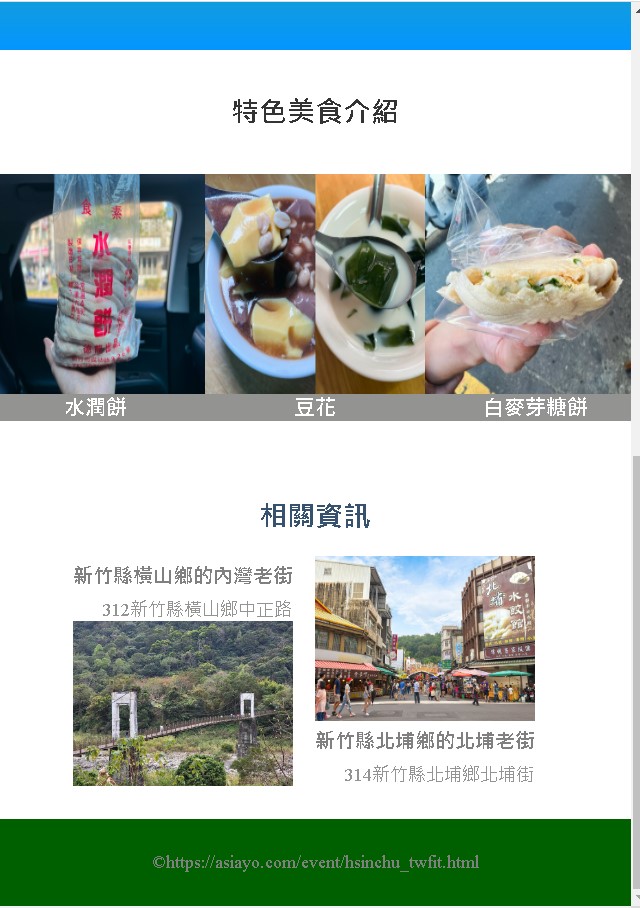 特色美食介紹
水
潤
餅
水潤餅
豆花
白麥芽糖餅
相關資訊
新竹縣橫山鄉的內灣老街
312新竹縣橫山鄉中正路
北埔
水餃館
新竹縣北埔鄉的北埔老街
314新竹縣北埔鄉北埔街
©https://asiayo.com/event/hsinchu_twfit.html